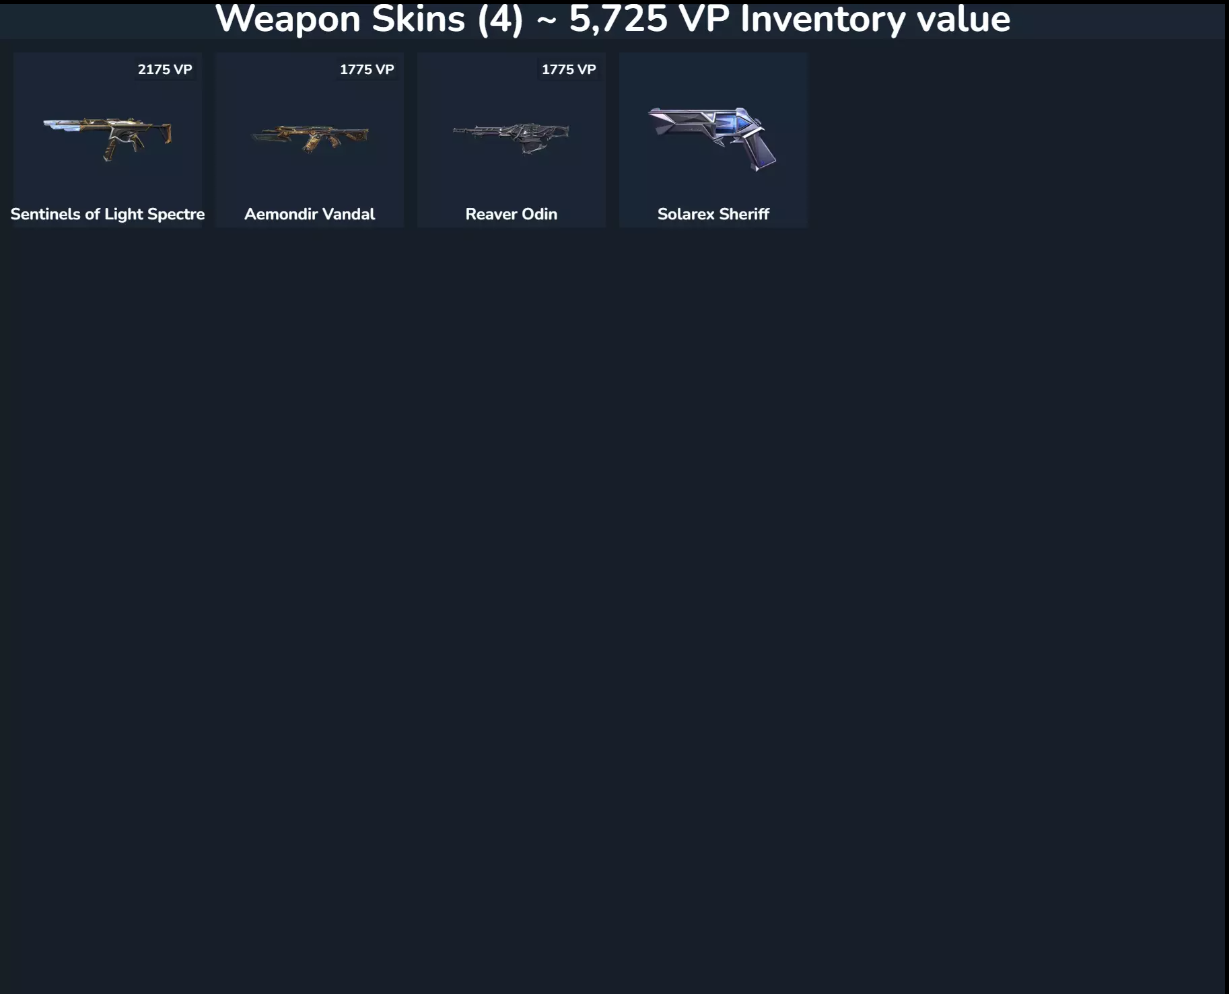 Weapon Skins (4) ~ 5,725 VP Inventory value
2175 VP
1775 VP
1775 VP
Sentinels of Light Spectre
Aemondir Vandal
Reaver Odin
Solarex Sheriff